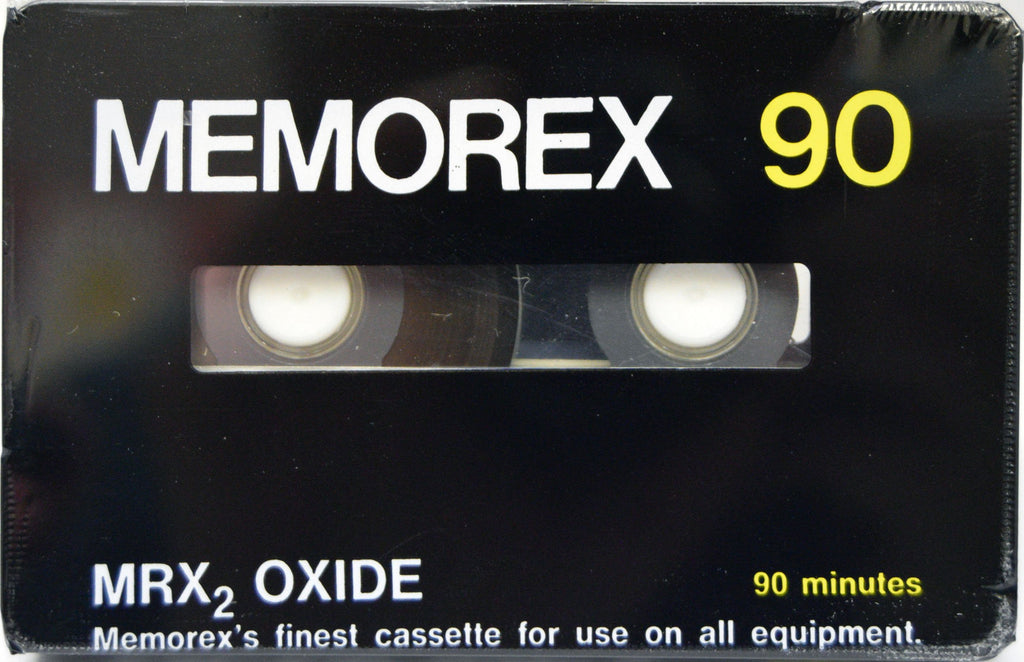 MEMOREX 90
MRX₂ OXIDE
90 minutes
Memorex's finest cassette for use on all equipment.